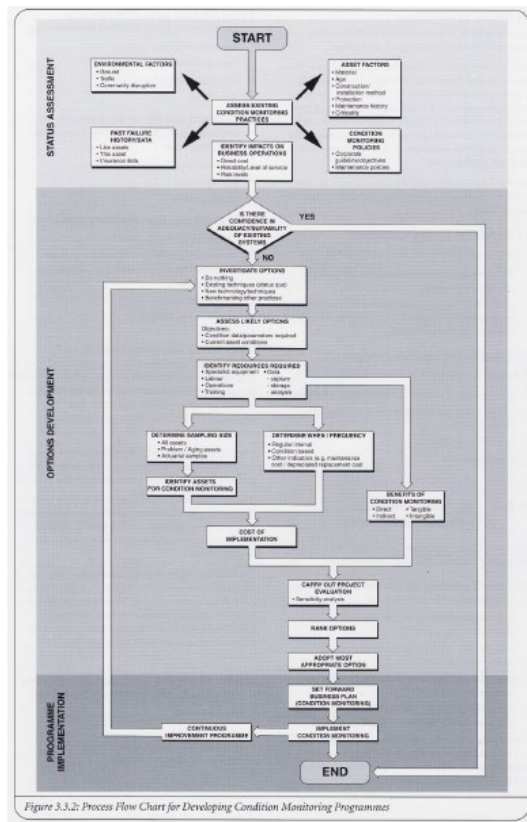 START
STATUS ASSESSMENT
ENVIRONMENTAL FACTORS
• Ground
• Traffic
• Community disruption
ASSET FACTORS
• Material
• Age
• Construction/
installation method
• Protection
• Maintenance history
• Criticality
ASSESS EXISTING
CONDITION MONITORING
PRACTICES
PAST FAILURE
HISTORY/DATA
• Like assets
• This asset
• Insurance data
CONDITION
MONITORING
POLICIES
• Corporate
guideline/objectives
• Maintenance policies
IDENTIFY IMPACTS ON
BUSINESS OPERATIONS
• Direct cost
• Reliability/Level of service
• Risk levels
OPTIONS DEVELOPMENT
IS THERE
CONFIDENCE IN
ADEQUACY/SUITABILITY
OF EXISTING
SYSTEMS
YES
NO
INVESTIGATE OPTIONS
• Do nothing
• Existing techniques (status quo)
• New technology/techniques
• Benchmarking other practices
ASSESS LIKELY OPTIONS
Objectives:
• Condition data/parameters required
• Current asset conditions
IDENTIFY RESOURCES REQUIRED
• Specialist equipment • Data
• Labour - capture
• Operations - storage
• Training - analysis
DETERMINE SAMPLING SIZE
• All assets
• Problem / Aging assets
• Actuarial samples
DETERMINE WHEN / FREQUENCY
• Regular interval
• Condition based
• Other indicators (e.g. maintenance
cost / depreciated replacement cost
IDENTIFY ASSETS
FOR CONDITION MONITORING
BENEFITS OF
CONDITION MONITORING
• Direct • Tangible
• Indirect • Intangible
COST OF
IMPLEMENTATION
CARRY OUT PROJECT
EVALUATION
• Sensitivity analysis
RANK OPTIONS
ADOPT MOST
APPROPRIATE OPTION
PROGRAMME
IMPLEMENTATION
SET FORWARD
BUSINESS PLAN
(CONDITION MONITORING)
CONTINUOUS
IMPROVEMENT PROGRAMME
IMPLEMENT
CONDITION MONITORING
END
Figure 3.3.2: Process Flow Chart for Developing Condition Monitoring Programmes